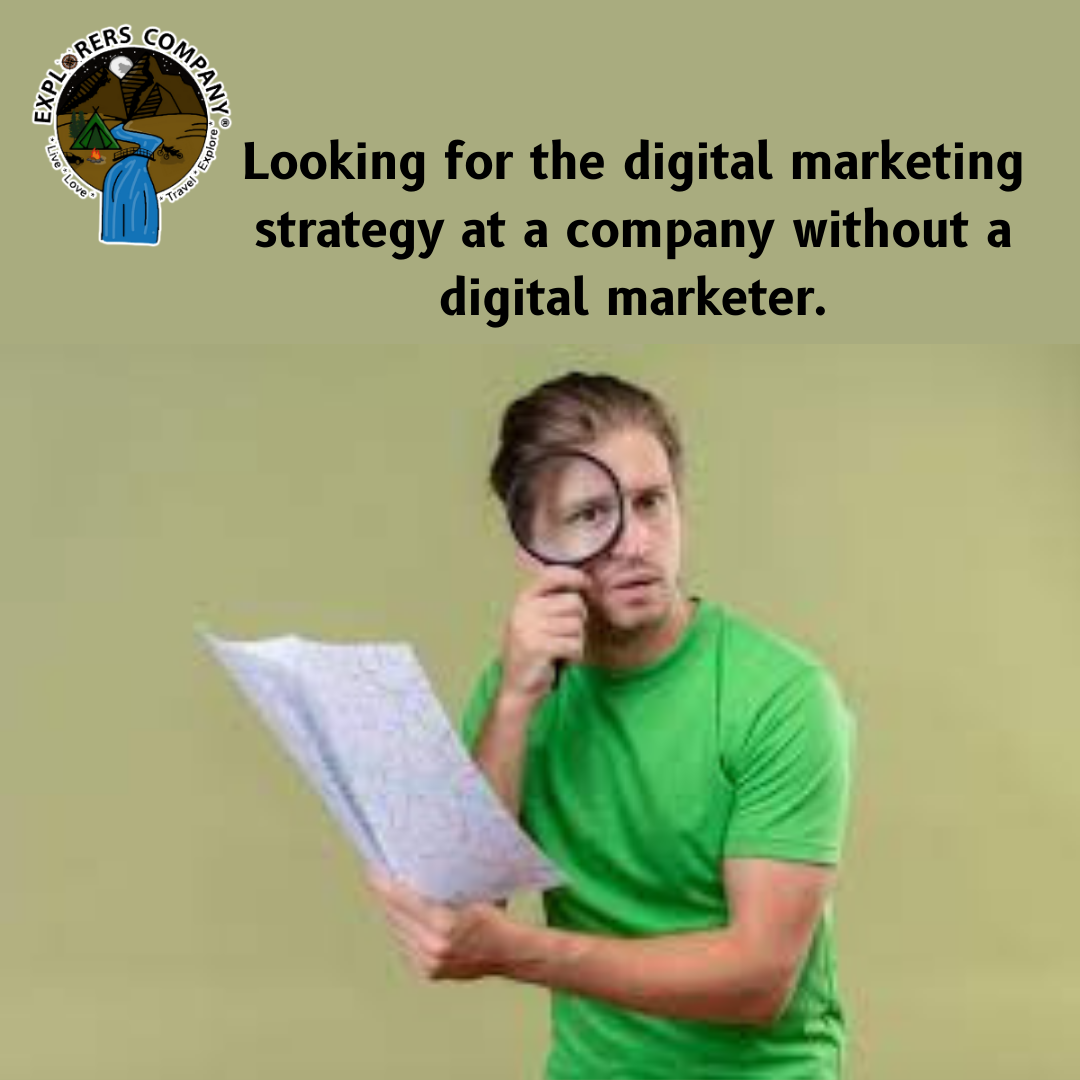 EXPLORERS COMPANY®
• Live • Love •
• Travel • Explore •
Looking for the digital marketing
strategy at a company without a
digital marketer.